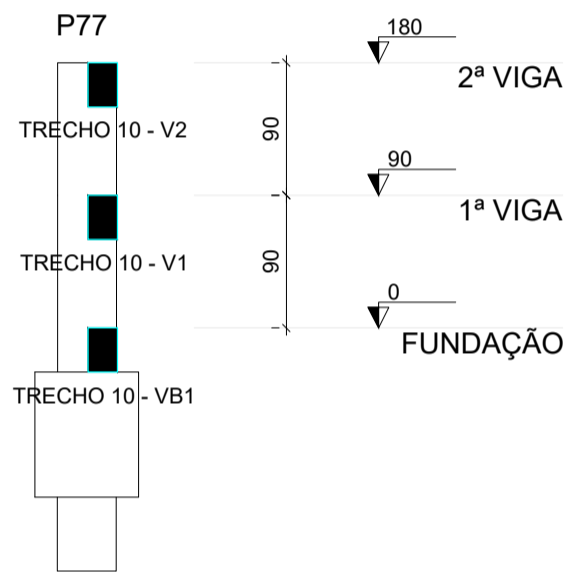 P77
180
2ª VIGA
TRECHO 10 - V2
90
90
1ª VIGA
TRECHO 10 - V1
90
0
FUNDAÇÃO
TRECHO 10 - VB1